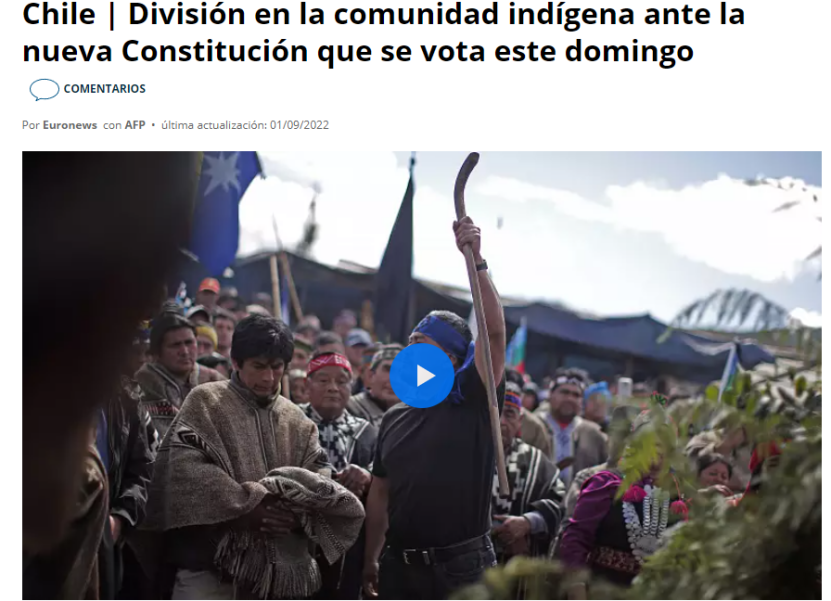 Chile | División en la comunidad indígena ante la
nueva Constitución que se vota este domingo
COMENTARIOS
Por Euronews con AFP • última actualización: 01/09/2022